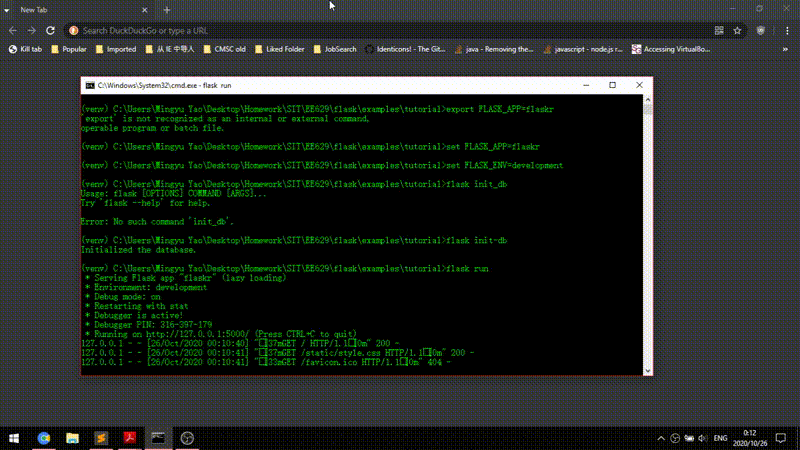 New Tab
Search DuckDuckGo or type a URL
Kill tab Popular Imported 从 IE 中导入 CMSC old Liked Folder JobSearch Identicons! - The Git... java - Removing the... javascript - node.js r... Accessing VirtualBo...
C:\Windows\System32\cmd.exe - flask run
(venv) C:\Users\Mingyu Yao\Desktop\Homework\SIT\EE629\flask\examples\tutorial>export FLASK_APP=flaskr
'export' is not recognized as an internal or external command,
operable program or batch file.
(venv) C:\Users\Mingyu Yao\Desktop\Homework\SIT\EE629\flask\examples\tutorial>set FLASK_APP=flaskr
(venv) C:\Users\Mingyu Yao\Desktop\Homework\SIT\EE629\flask\examples\tutorial>set FLASK_ENV=development
(venv) C:\Users\Mingyu Yao\Desktop\Homework\SIT\EE629\flask\examples\tutorial>flask init_db
Usage: flask [OPTIONS] COMMAND [ARGS]...
Try 'flask --help' for help.
Error: No such command 'init_db'.
(venv) C:\Users\Mingyu Yao\Desktop\Homework\SIT\EE629\flask\examples\tutorial>flask init-db
Initialized the database.
(venv) C:\Users\Mingyu Yao\Desktop\Homework\SIT\EE629\flask\examples\tutorial>flask run
* Serving Flask app "flaskr" (lazy loading)
* Environment: development
* Debug mode: on
* Restarting with stat
* Debugger is active!
* Debugger PIN: 316-397-179
* Running on http://127.0.0.1:5000/ (Press CTRL+C to quit)
127.0.0.1 - - [26/Oct/2020 00:10:40] "□[37mGET / HTTP/1.1□[0m" 200 -
127.0.0.1 - - [26/Oct/2020 00:10:41] "□[37mGET /static/style.css HTTP/1.1□[0m" 200 -
127.0.0.1 - - [26/Oct/2020 00:10:41] "□[33mGET /favicon.ico HTTP/1.1□[0m" 404 -
ENG
0:12
2020/10/26